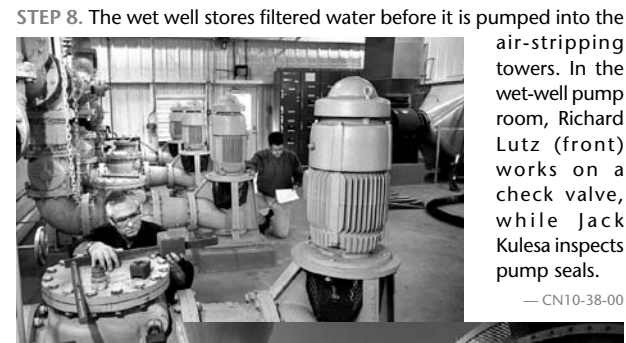 STEP 8. The wet well stores filtered water before it is pumped into the
air-stripping
towers. In the
wet-well pump
room, Richard
Lutz (front)
works on a
check valve,
while Jack
Kulesa inspects
pump seals.
— CN10-38-00